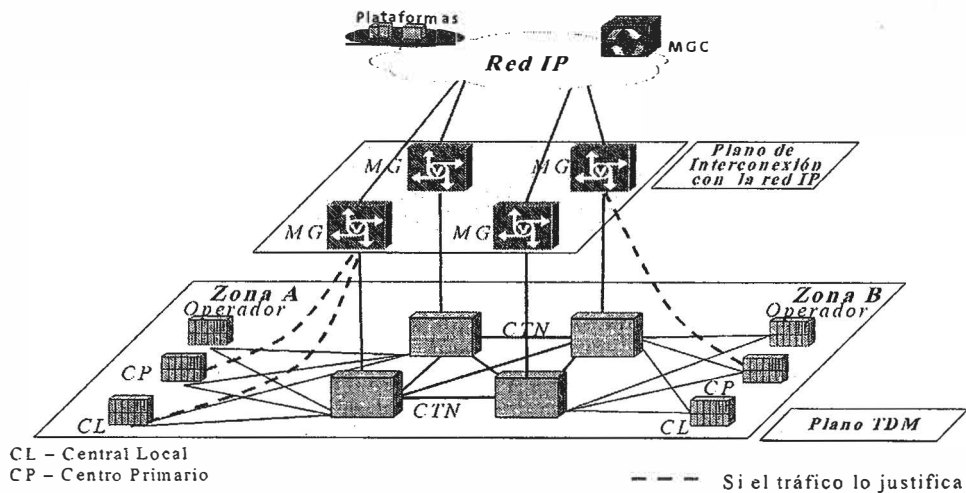 Plataformas
MGC
Red IP
MG
MG
MG
MG
Plano de
Interconexión
con la red IP
Zona A
Operador
Zona B
Operador
CTN
CP
CP
CTN
CL
CL
Plano TDM
CL – Central Local
CP – Centro Primario
Si el tráfico lo justifica